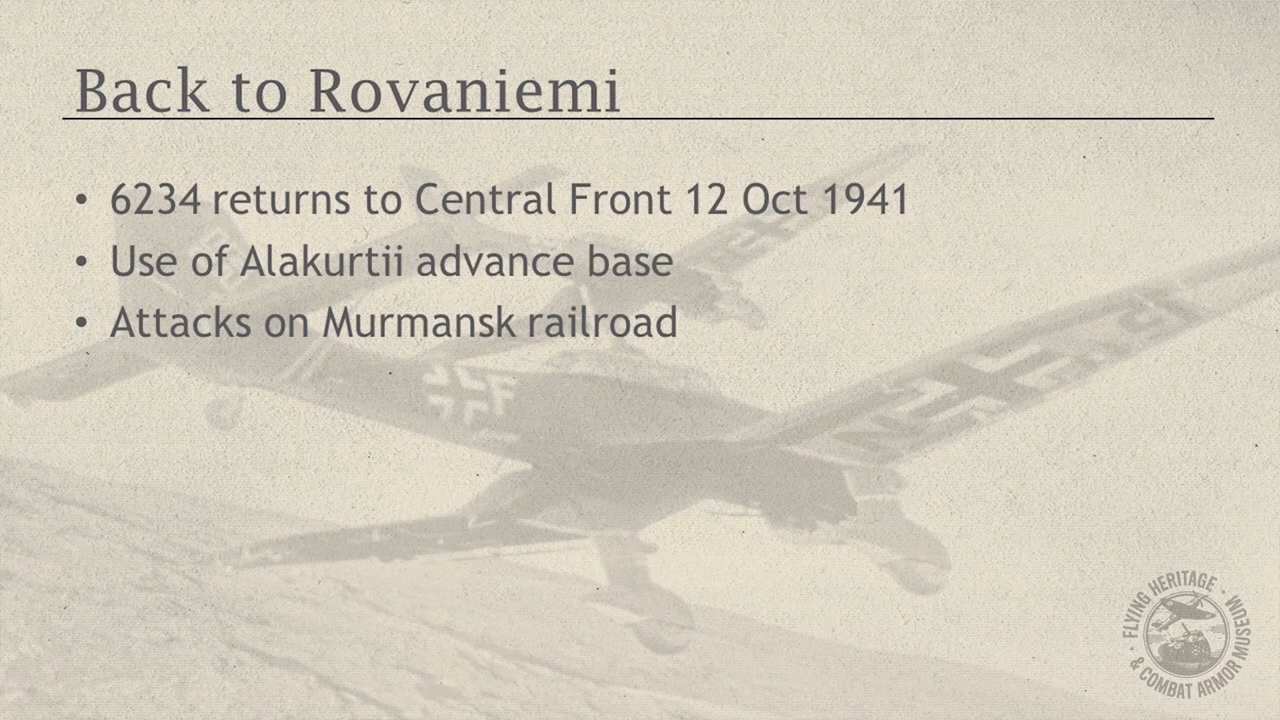 Back to Rovaniemi
• 6234 returns to Central Front 12 Oct 1941
• Use of Alakurtii advance base
• Attacks on Murmansk railroad
· FLYING HERITAGE · & COMBAT ARMOR MUSEUM